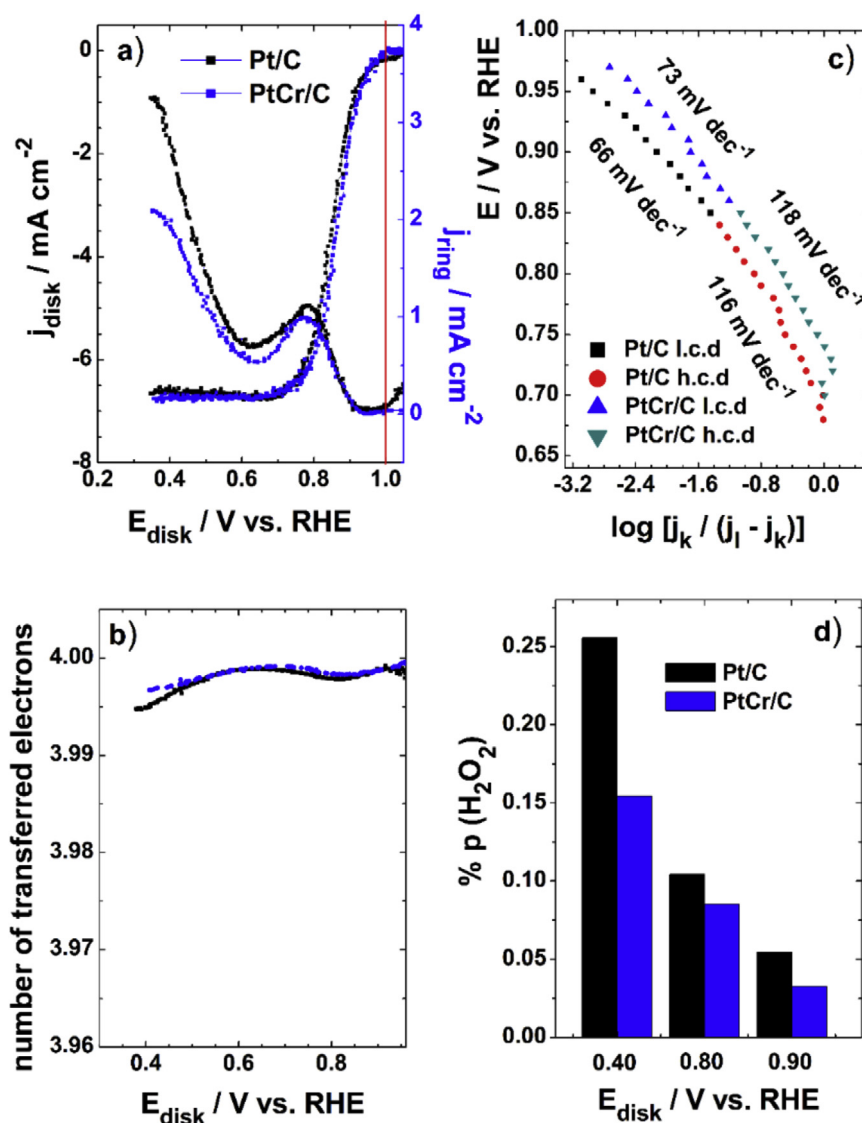 a)
Pt/C
PtCr/C
j_disk / mA cm⁻²
0
-2
-4
-6
-8
j_ring / mA cm⁻²
4
3
2
1
0
0.2 0.4 0.6 0.8 1.0
E_disk / V vs. RHE
c)
E / V vs. RHE
1.00
0.95
0.90
0.85
0.80
0.75
0.70
0.65
73 mV dec⁻¹
66 mV dec⁻¹
118 mV dec⁻¹
116 mV dec⁻¹
Pt/C l.c.d
Pt/C h.c.d
PtCr/C l.c.d
PtCr/C h.c.d
-3.2 -2.4 -1.6 -0.8 0.0
log [j_k / (j_l - j_k)]
b)
number of transferred electrons
4.00
3.99
3.98
3.97
3.96
0.4 0.6 0.8
E_disk / V vs. RHE
d)
Pt/C
PtCr/C
% p (H₂O₂)
0.25
0.20
0.15
0.10
0.05
0.00
0.40 0.80 0.90
E_disk / V vs. RHE